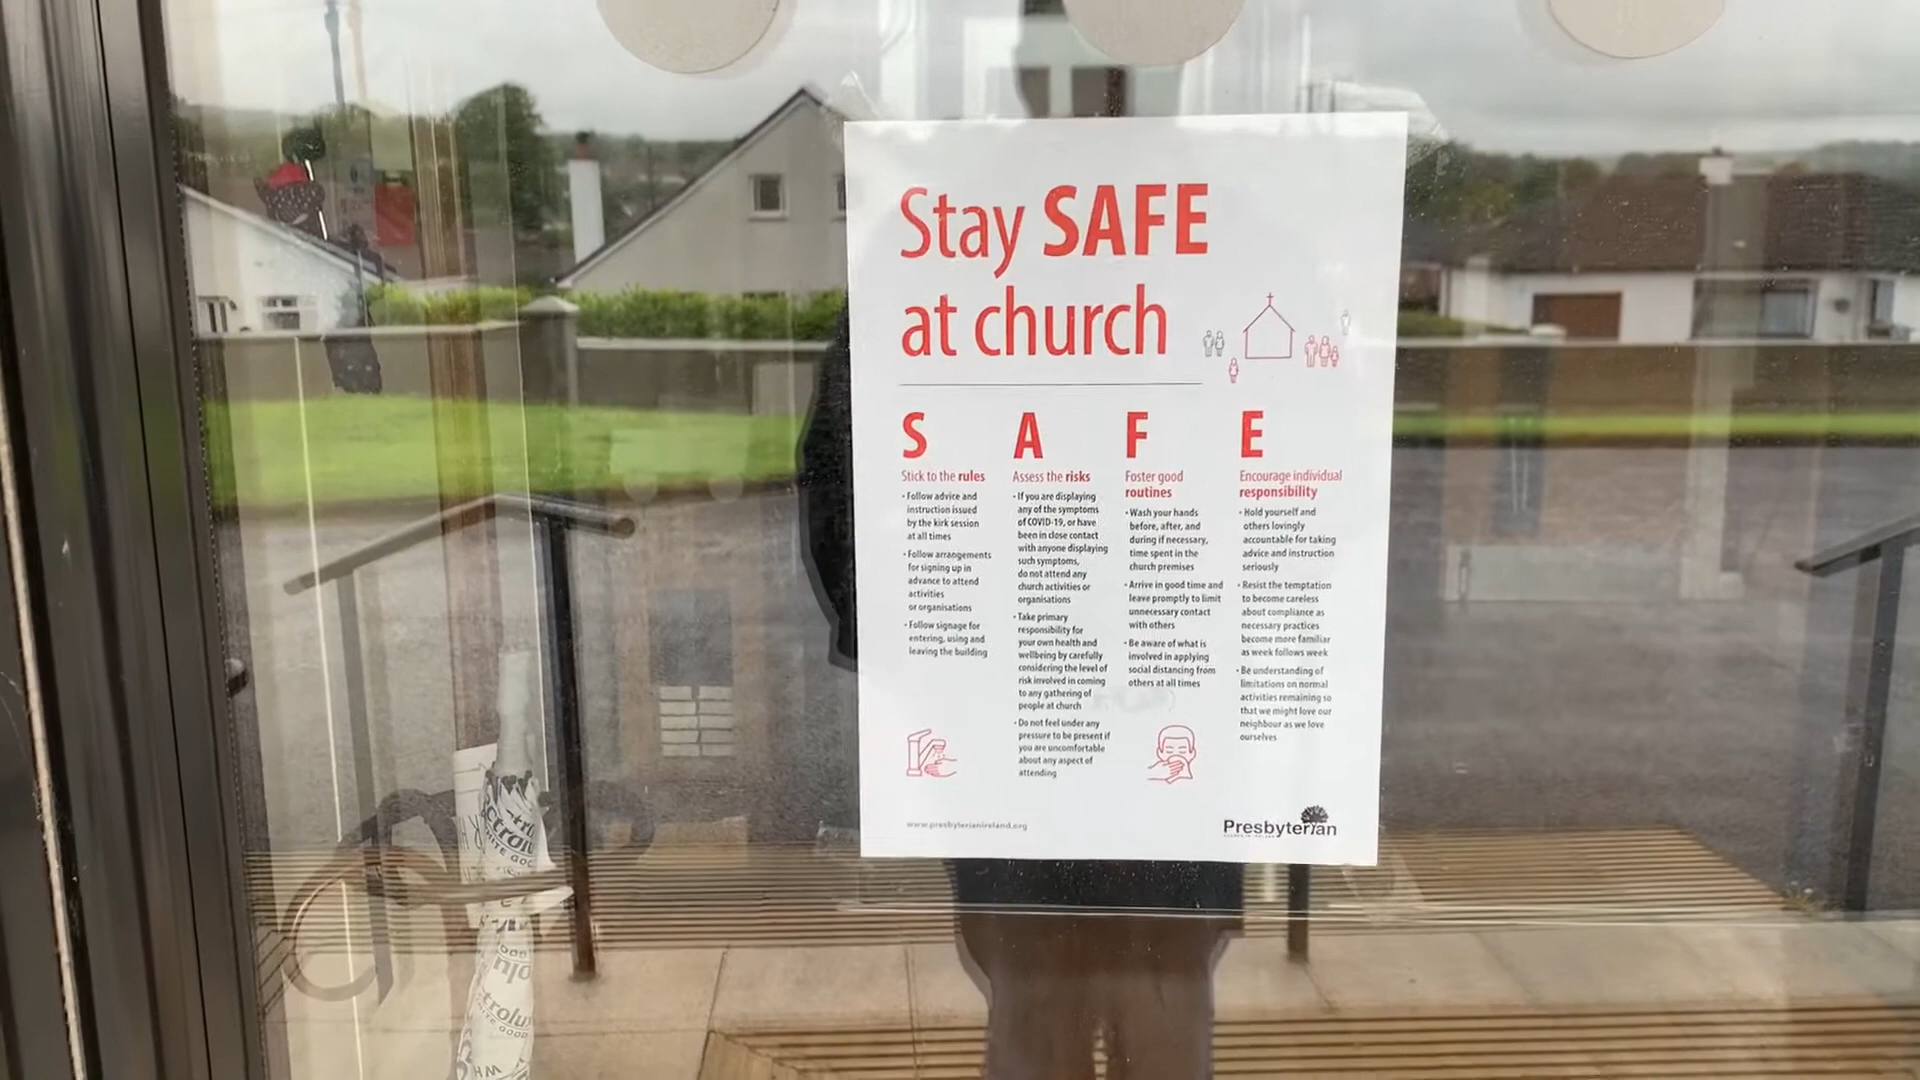 Stay SAFE
at church
S
Stick to the rules
• Follow advice and
instruction issued
by the kirk session
at all times
• Follow arrangements
for signing up in
advance to attend
activities
or organisations
• Follow signage for
entering, using and
leaving the building
A
Assess the risks
• If you are displaying
any of the symptoms
of COVID-19, or have
been in close contact
with anyone displaying
such symptoms,
do not attend any
church activities or
organisations
• Take primary
responsibility for
your own health and
wellbeing by carefully
considering the level of
risk involved in coming
to any gathering of
people at church
• Do not feel under any
pressure to be present if
you are uncomfortable
about any aspect of
attending
F
Foster good
routines
• Wash your hands
before, after, and
during if necessary,
time spent in the
church premises
• Arrive in good time and
leave promptly to limit
unnecessary contact
with others
• Be aware of what is
involved in applying
social distancing from
others at all times
E
Encourage individual
responsibility
• Hold yourself and
others lovingly
accountable for taking
advice and instruction
seriously
• Resist the temptation
to become careless
about compliance as
necessary practices
become more familiar
as week follows week
• Be understanding of
limitations on normal
activities remaining so
that we might love our
neighbour as we love
ourselves
www.presbyterianireland.org
Presbyterian